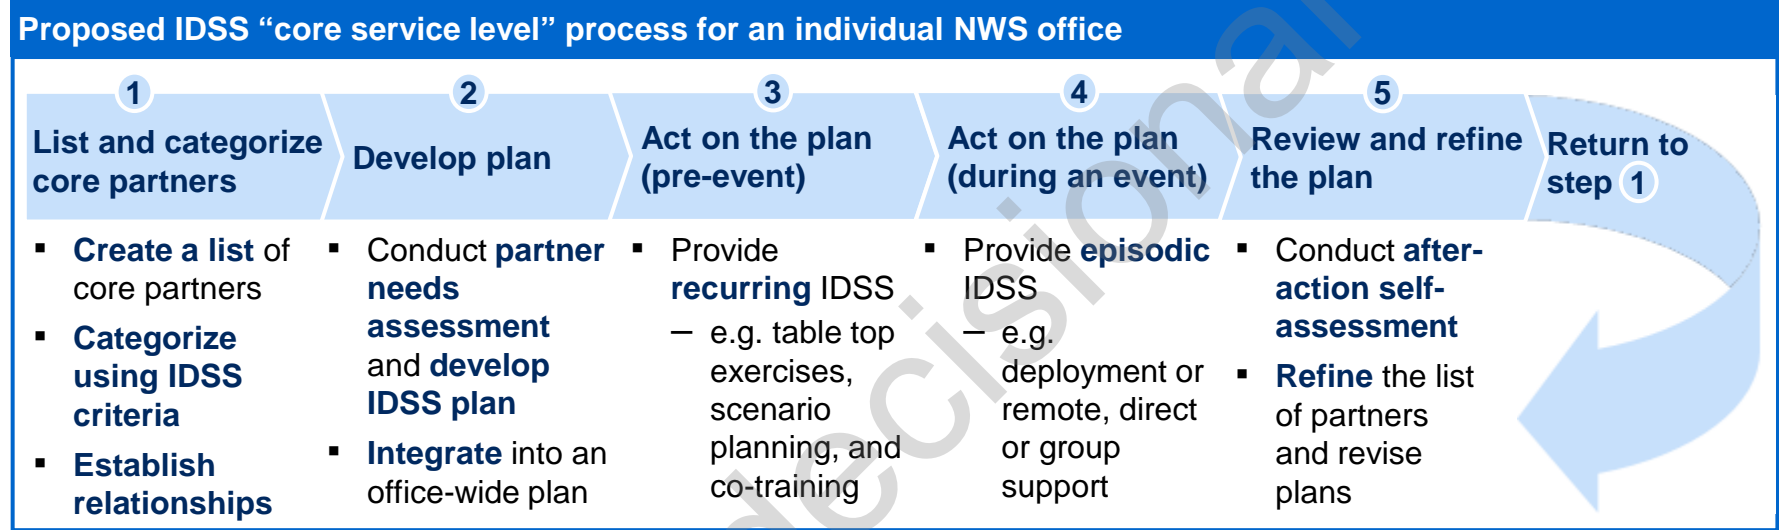 Proposed IDSS “core service level” process for an individual NWS office
1
List and categorize
core partners
▪ Create a list of
core partners
▪ Categorize
using IDSS
criteria
▪ Establish
relationships
2
Develop plan
▪ Conduct partner
needs
assessment
and develop
IDSS plan
▪ Integrate into an
office-wide plan
3
Act on the plan
(pre-event)
▪ Provide
recurring IDSS
– e.g. table top
exercises,
scenario
planning, and
co-training
4
Act on the plan
(during an event)
▪ Provide episodic
IDSS
– e.g.
deployment or
remote, direct
or group
support
5
Review and refine
the plan
▪ Conduct after-
action self-
assessment
▪ Refine the list
of partners
and revise
plans
Return to
step 1
decisional